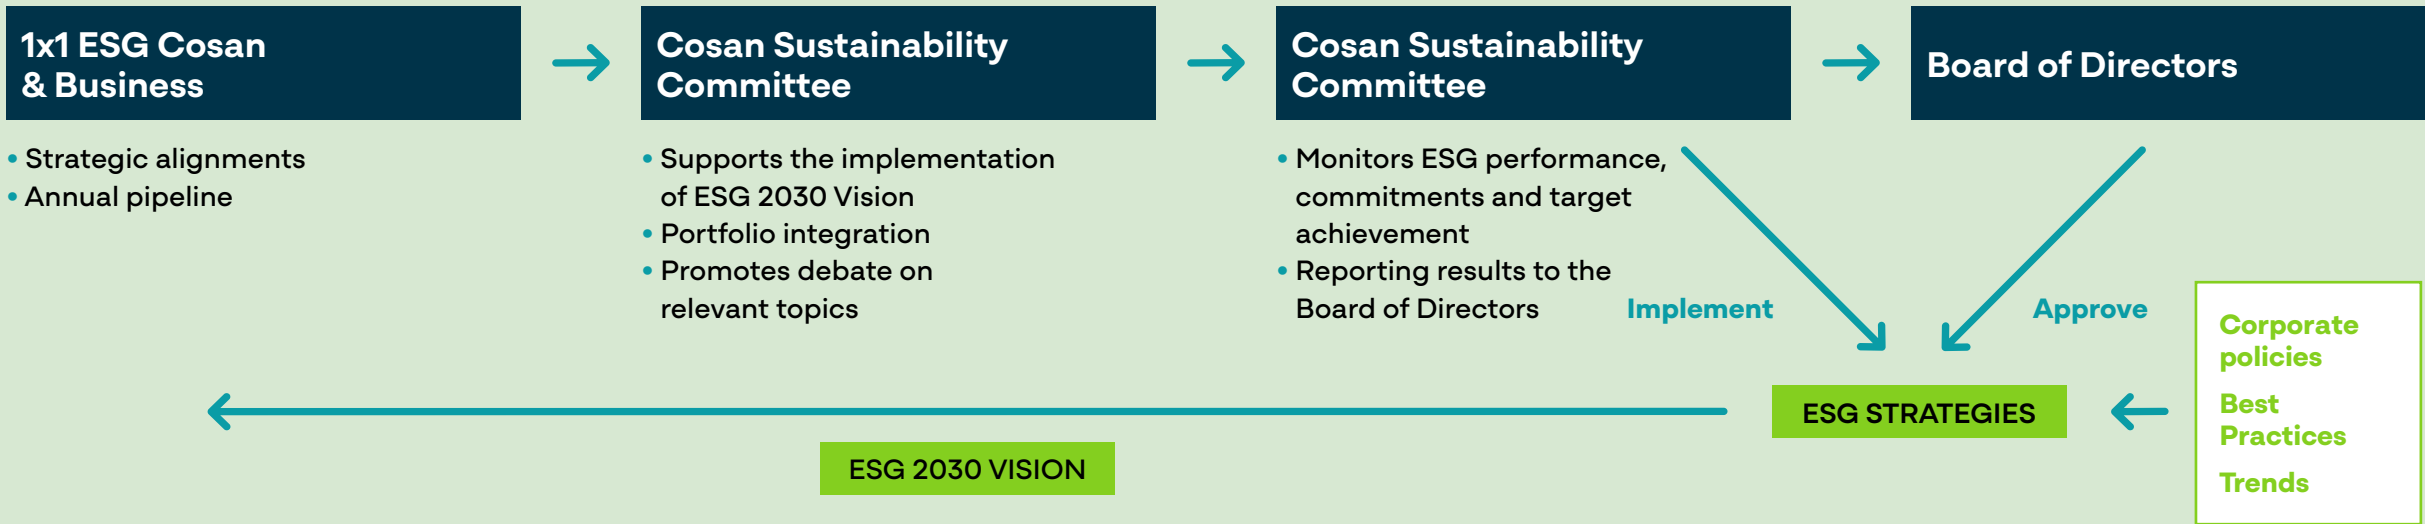 1x1 ESG Cosan
& Business
Cosan Sustainability
Committee
Cosan Sustainability
Committee
Board of Directors
• Strategic alignments
• Annual pipeline
• Supports the implementation
of ESG 2030 Vision
• Portfolio integration
• Promotes debate on
relevant topics
• Monitors ESG performance,
commitments and target
achievement
• Reporting results to the
Board of Directors
Implement
Approve
Corporate
policies
Best
Practices
Trends
ESG STRATEGIES
ESG 2030 VISION